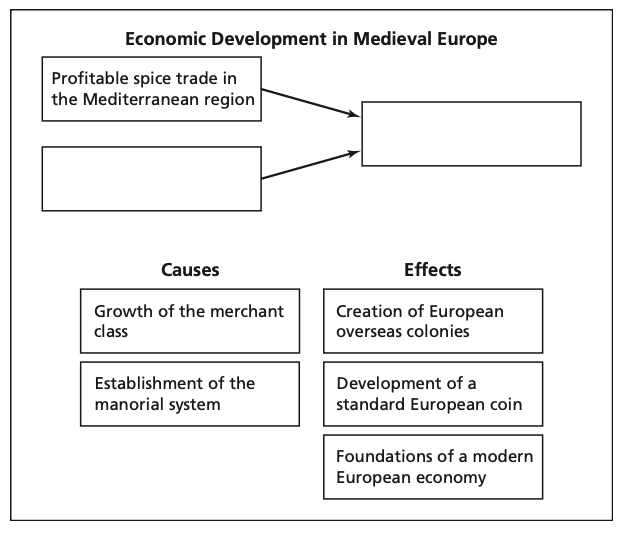 Economic Development in Medieval Europe
Profitable spice trade in
the Mediterranean region
Causes
Growth of the merchant
class
Establishment of the
manorial system
Effects
Creation of European
overseas colonies
Development of a
standard European coin
Foundations of a modern
European economy